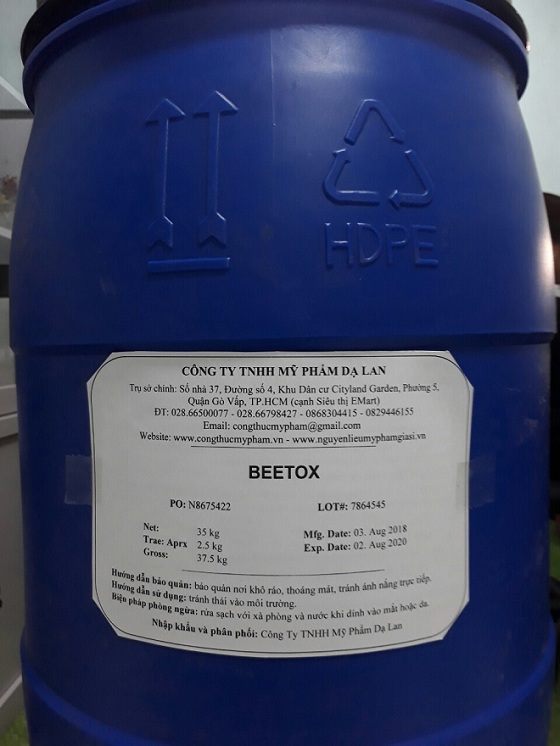 HDPE
CÔNG TY TNHH MỸ PHẨM DẠ LAN
Trụ sở chính: Số nhà 37, Đường số 4, Khu Dân cư Cityland Garden, Phường 5,
Quận Gò Vấp, TP.HCM (cạnh Siêu thị EMart)
ĐT: 028.66500077 - 028.66798427 - 0868304415 - 0829446155
Email: congthucmypham@gmail.com
Website: www.congthucmypham.vn - www.nguyenlieumyphamgiasi.vn
BEETOX
PO: N8675422 LOT#: 7864545
Net: 35 kg Mfg. Date: 03. Aug 2018
Trae: Aprx 2.5 kg Exp. Date: 02. Aug 2020
Gross: 37.5 kg
Hướng dẫn bảo quản: bảo quản nơi khô ráo, thoáng mát, tránh ánh nắng trực tiếp.
Hướng dẫn sử dụng: tránh thải vào môi trường.
Biện pháp phòng ngừa: rửa sạch với xà phòng và nước khi dính vào mắt hoặc da.
Nhập khẩu và phân phối: Công Ty TNHH Mỹ Phẩm Dạ Lan